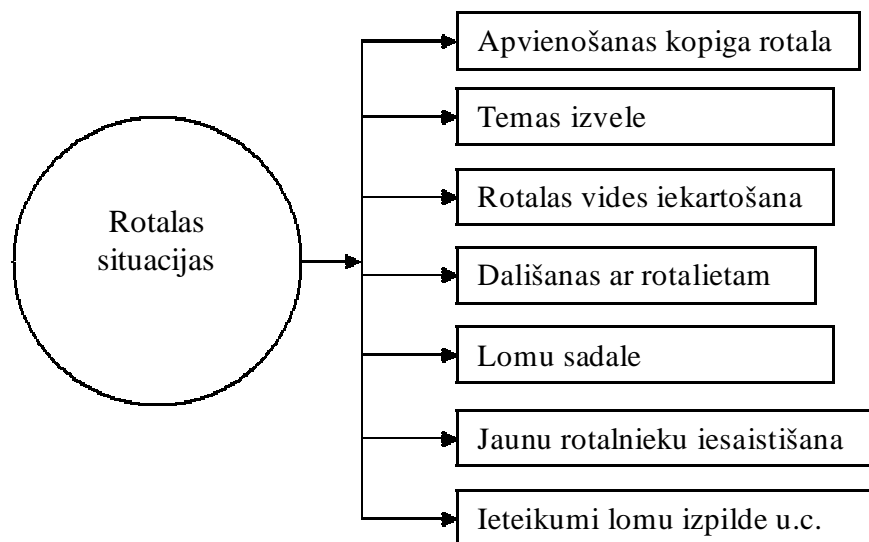 Rotalas
situacijas
Apvienošanas kopiga rotala
Temas izvele
Rotalas vides iekartošana
Dališanas ar rotalietam
Lomu sadale
Jaunu rotalnieku iesaistišana
Ieteikumi lomu izpilde u.c.